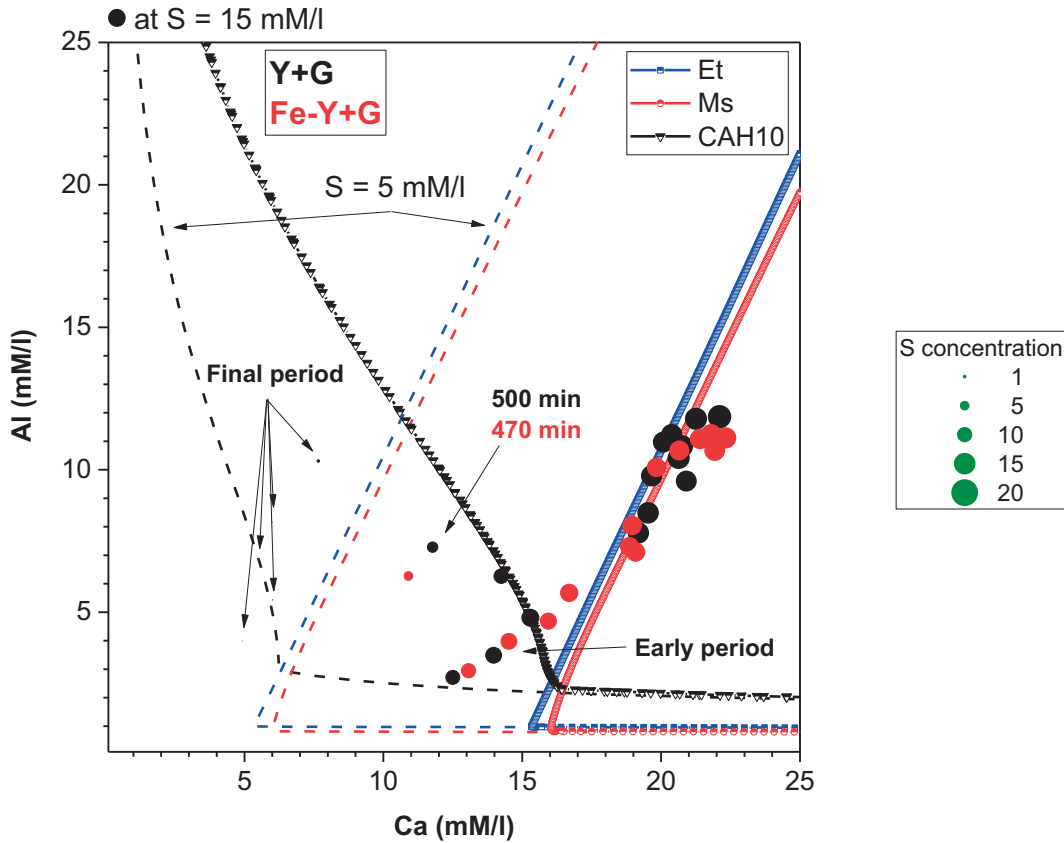 at S = 15 mM/l
25
20
15
10
5
Al (mM/l)
Y+G
Fe-Y+G
Et
Ms
CAH10
S = 5 mM/l
Final period
500 min
470 min
Early period
5
10
15
20
25
Ca (mM/l)
S concentration
1
5
10
15
20